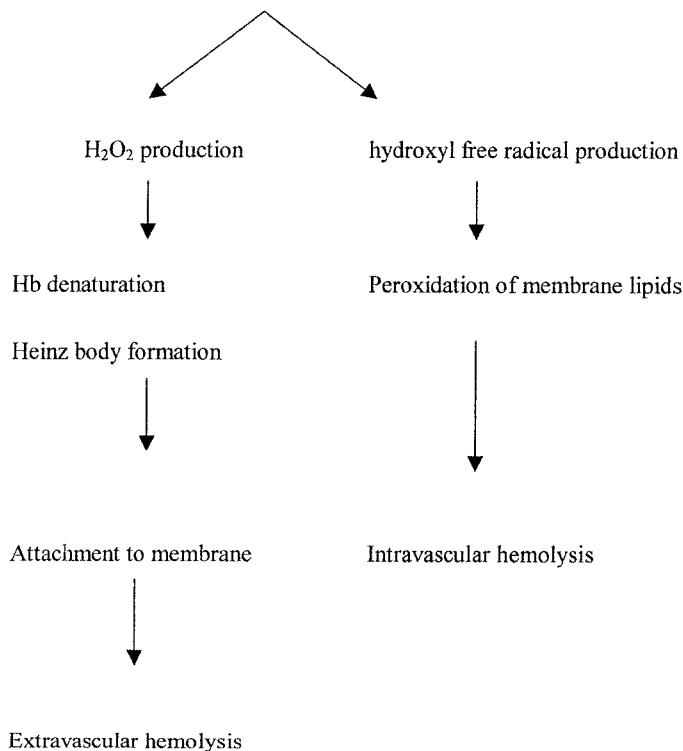 H₂O₂ production
hydroxyl free radical production
Hb denaturation
Peroxidation of membrane lipids
Heinz body formation
Attachment to membrane
Intravascular hemolysis
Extravascular hemolysis